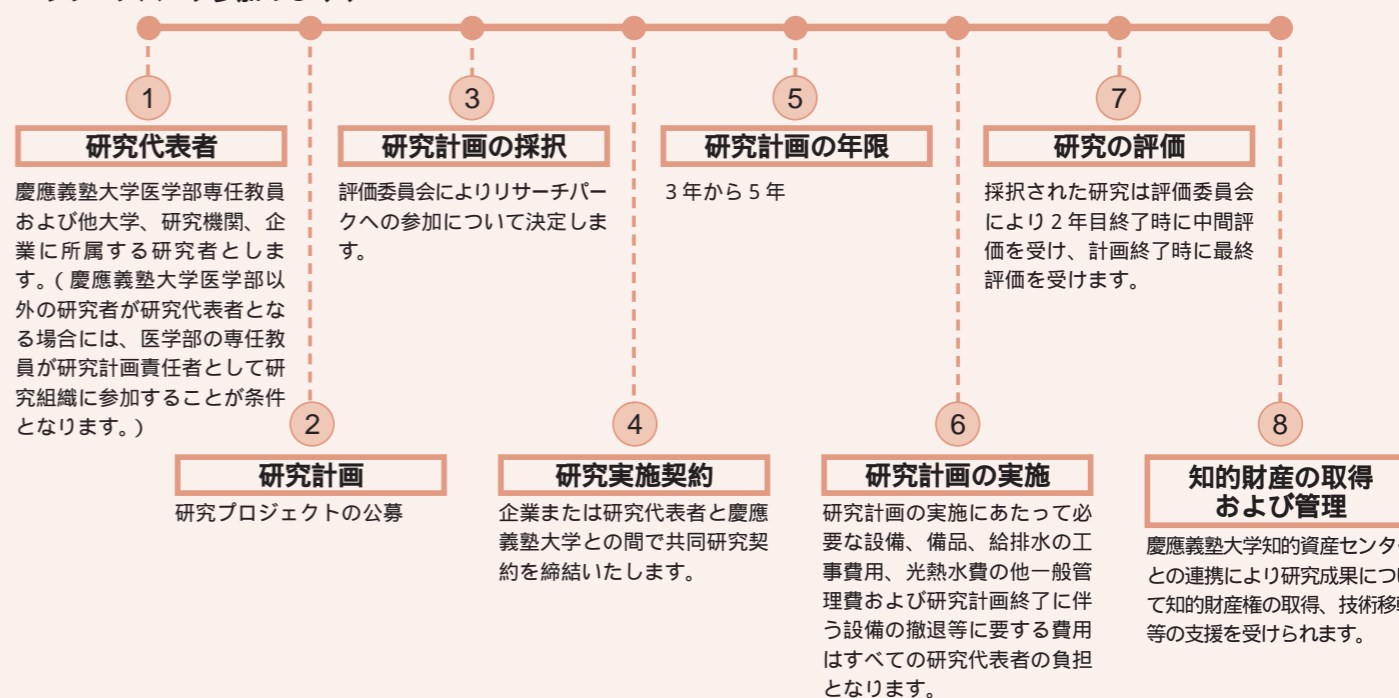 1
研究代表者
慶應義塾大学医学部専任教員
および他大学、研究機関、企
業に所属する研究者としま
す。(慶應義塾大学医学部以
外の研究者が研究代表者とな
る場合には、医学部の専任教
員が研究計画責任者として研
究組織に参加することが条件
となります。)
2
研究計画
研究プロジェクトの公募
3
研究計画の採択
評価委員会によりリサーチパー
クへの参加について決定しま
す。
4
研究実施契約
企業または研究代表者と慶應
義塾大学との間で共同研究契
約を締結いたします。
5
研究計画の年限
3年から5年
6
研究計画の実施
研究計画の実施にあたって必
要な設備、備品、給排水の工
事費用、光熱水費の他一般管
理費および研究計画終了に伴
う設備の撤退等に要する費用
はすべての研究代表者の負担
となります。
7
研究の評価
採択された研究は評価委員会
により2年目終了時に中間評
価を受け、計画終了時に最終
評価を受けます。
8
知的財産の取得
および管理
慶應義塾大学知的資産センタ
との連携により研究成果につ
て知的財産権の取得、技術移
等の支援を受けられます。